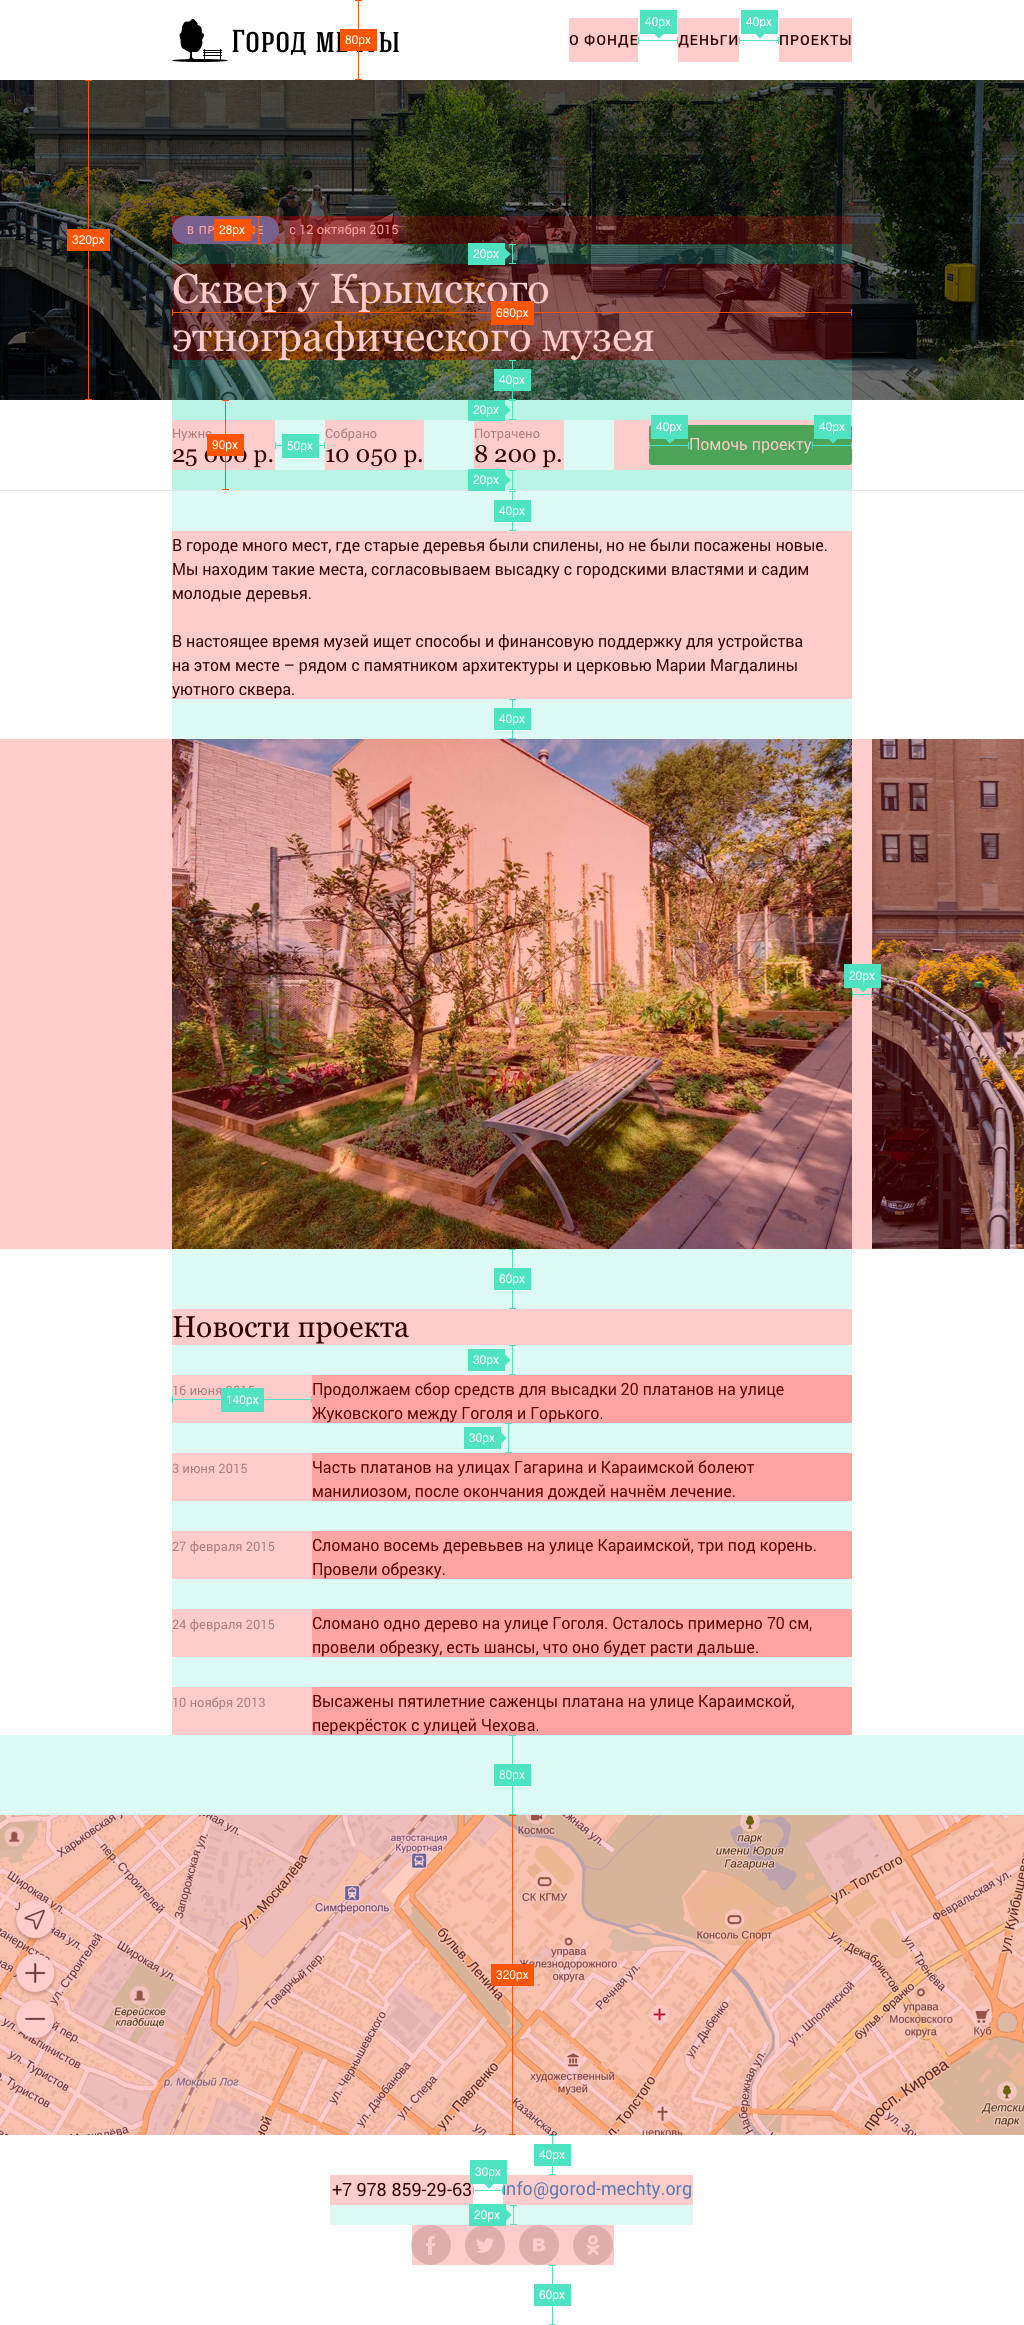 Город мечты
80px
О ФОНДЕ
40px
ДЕНЬГИ
40px
ПРОЕКТЫ
320px
28px
с 12 октября 2015
20px
Сквер у Крымского
680px
этнографического музея
40px
20px
Нужно
Собрано
Потрачено
40px
40px
90px
50px
25 000 р.
10 050 р.
8 200 р.
Помочь проекту
20px
40px
В городе много мест, где старые деревья были спилены, но не были посажены новые.
Мы находим такие места, согласовываем высадку с городскими властями и садим
молодые деревья.
В настоящее время музей ищет способы и финансовую поддержку для устройства
на этом месте – рядом с памятником архитектуры и церковью Марии Магдалины
уютного сквера.
40px
20px
60px
Новости проекта
30px
16 июня 2015
140px
Продолжаем сбор средств для высадки 20 платанов на улице
Жуковского между Гоголя и Горького.
30px
3 июня 2015
Часть платанов на улицах Гагарина и Караимской болеют
манилиозом, после окончания дождей начнём лечение.
27 февраля 2015
Сломано восемь деревьвев на улице Караимской, три под корень.
Провели обрезку.
24 февраля 2015
Сломано одно дерево на улице Гоголя. Осталось примерно 70 см,
провели обрезку, есть шансы, что оно будет расти дальше.
10 ноября 2013
Высажены пятилетние саженцы платана на улице Караимской,
перекрёсток с улицей Чехова.
80px
Харьковская
пер. Строителей
Запорожская ул.
ул. Москалёва
автостанция
Курортная
Космос
парк
имени Юрия
Гагарина
СК КГМУ
ул. Толстого
Февральская ул.
ул. Куйбышева
Широкая ул.
Симферополь
Консоль Спорт
бульв. Ленина
управа
Железнодорожного
округа
320px
ул. Декабристов
ул. Тренёва
ул. Строителей
Широкая ул.
Товарный пер.
Речная ул.
Еврейское
кладбище
ул. Чернышевского
ул. Дыбенко
ул. Шполянской
бульв. Франко
управа
Московского
округа
Куб
ул. Альпинистов
ул. Туристов
р. Мокрый Лог
ул. Дзюбанова
ул. Спера
ул. Павленко
художественный
музей
Набережная ул.
просп. Кирова
Детский
парк
Казанская
ул. Толстого
церковь
40px
30px
+7 978 859-29-63
info@gorod-mechty.org
20px
60px